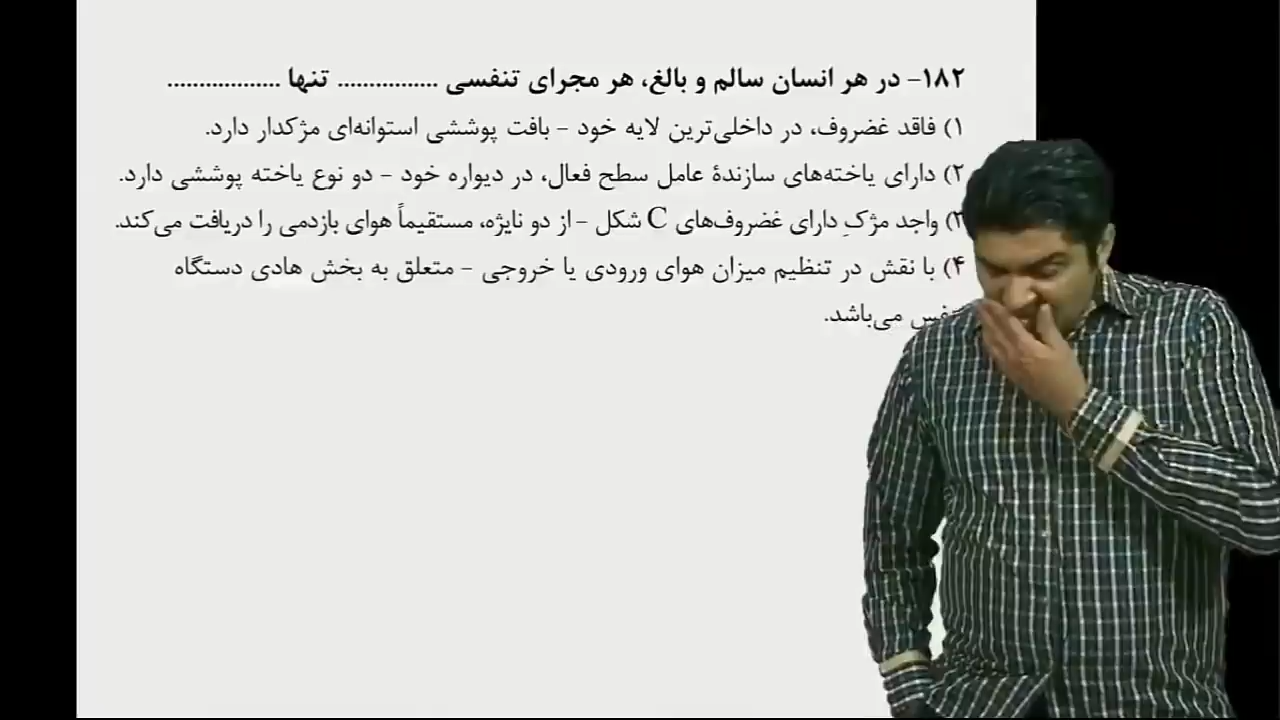 ۱۸۲- در هر انسان سالم و بالغ، هر مجرای تنفسی ................ تنها ..................
۱) فاقد غضروف، در داخلی‌ترین لایه خود - بافت پوششی استوانه‌ای مژکدار دارد.
۲) دارای یاخته‌های سازندهٔ عامل سطح فعال، در دیواره خود - دو نوع یاخته پوششی دارد.
۳) واجد مژکِ دارای غضروف‌های C شکل - از دو نایژه، مستقیماً هوای بازدمی را دریافت می‌کند.
۴) با نقش در تنظیم میزان هوای ورودی یا خروجی - متعلق به بخش هادی دستگاه
می‌باشد.